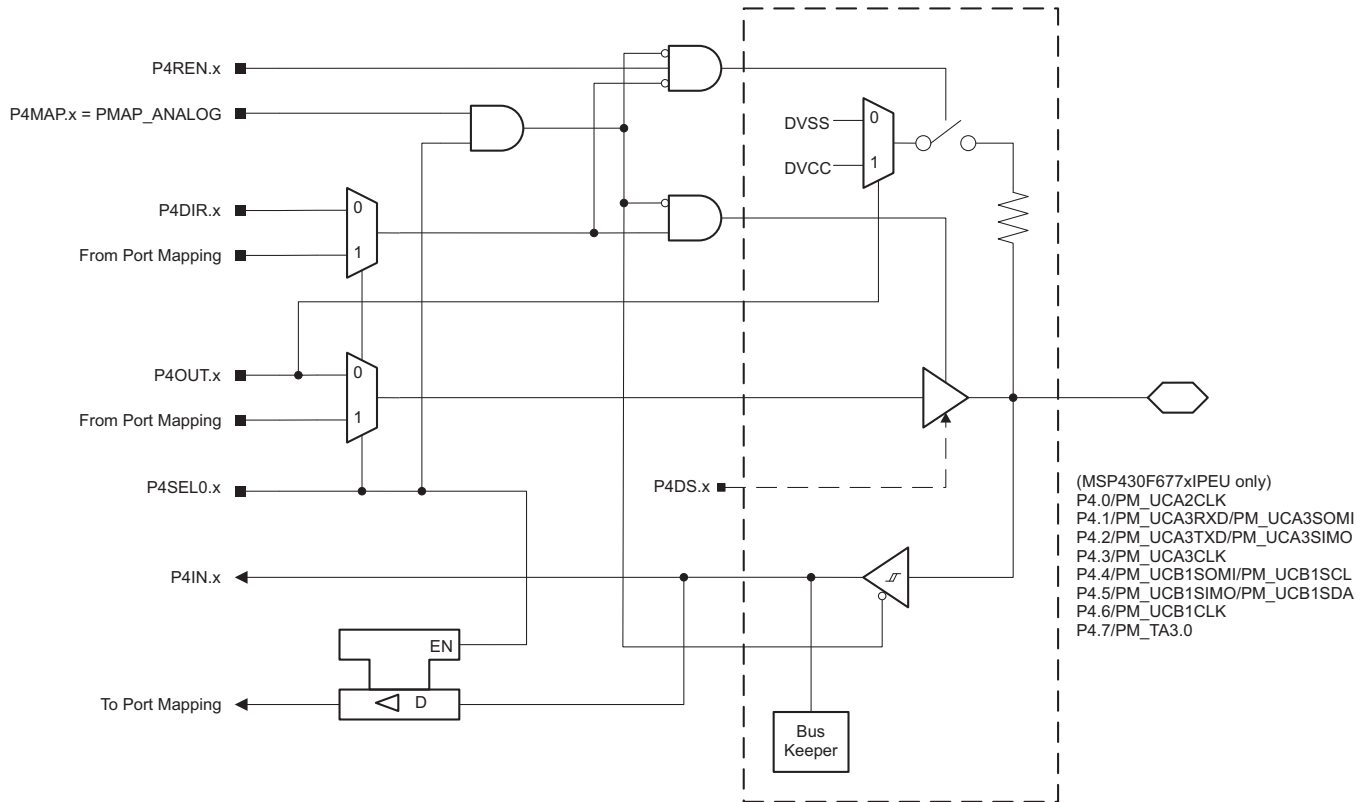 P4REN.x
P4MAP.x = PMAP_ANALOG
DVSS
0
DVCC
1
P4DIR.x
0
From Port Mapping
1
P4OUT.x
0
From Port Mapping
1
P4SEL0.x
P4DS.x
(MSP430F677xIPEU only)
P4.0/PM_UCA2CLK
P4.1/PM_UCA3RXD/PM_UCA3SOMI
P4.2/PM_UCA3TXD/PM_UCA3SIMO
P4.3/PM_UCA3CLK
P4.4/PM_UCB1SOMI/PM_UCB1SCL
P4.5/PM_UCB1SIMO/PM_UCB1SDA
P4.6/PM_UCB1CLK
P4.7/PM_TA3.0
P4IN.x
EN
To Port Mapping
D
Bus
Keeper